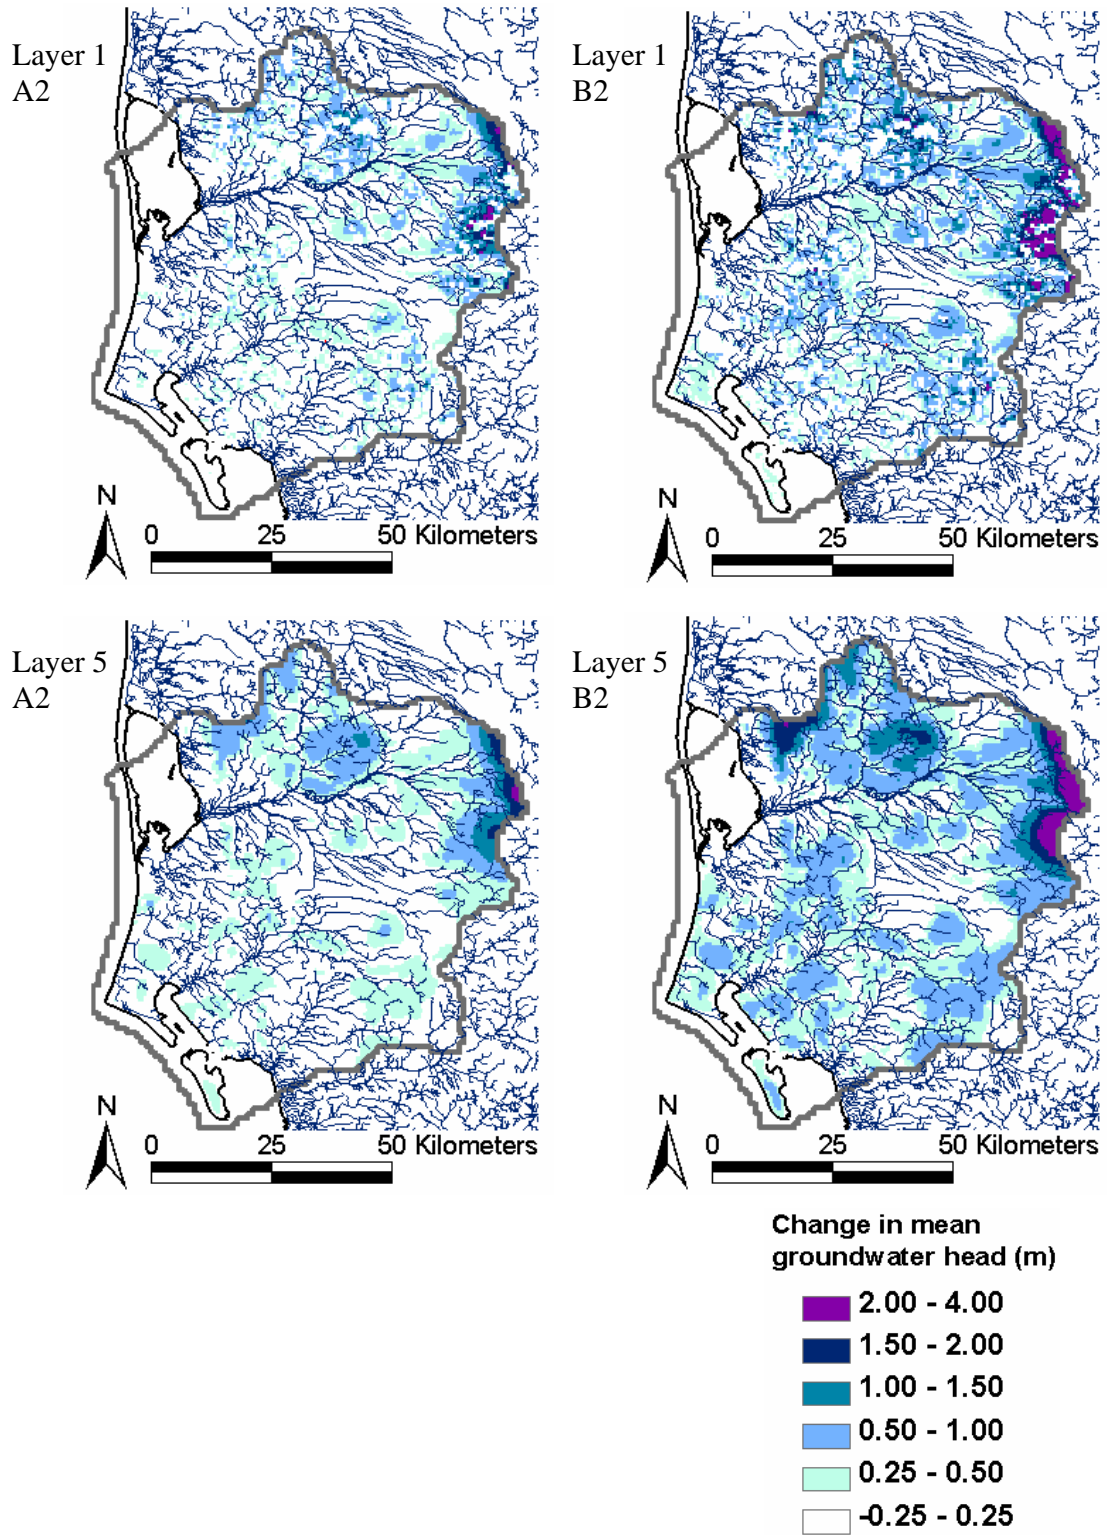 Layer 1
A2
N
0 25 50 Kilometers
Layer 1
B2
N
0 25 50 Kilometers
Layer 5
A2
N
0 25 50 Kilometers
Layer 5
B2
N
0 25 50 Kilometers
Change in mean
groundwater head (m)
2.00 - 4.00
1.50 - 2.00
1.00 - 1.50
0.50 - 1.00
0.25 - 0.50
-0.25 - 0.25